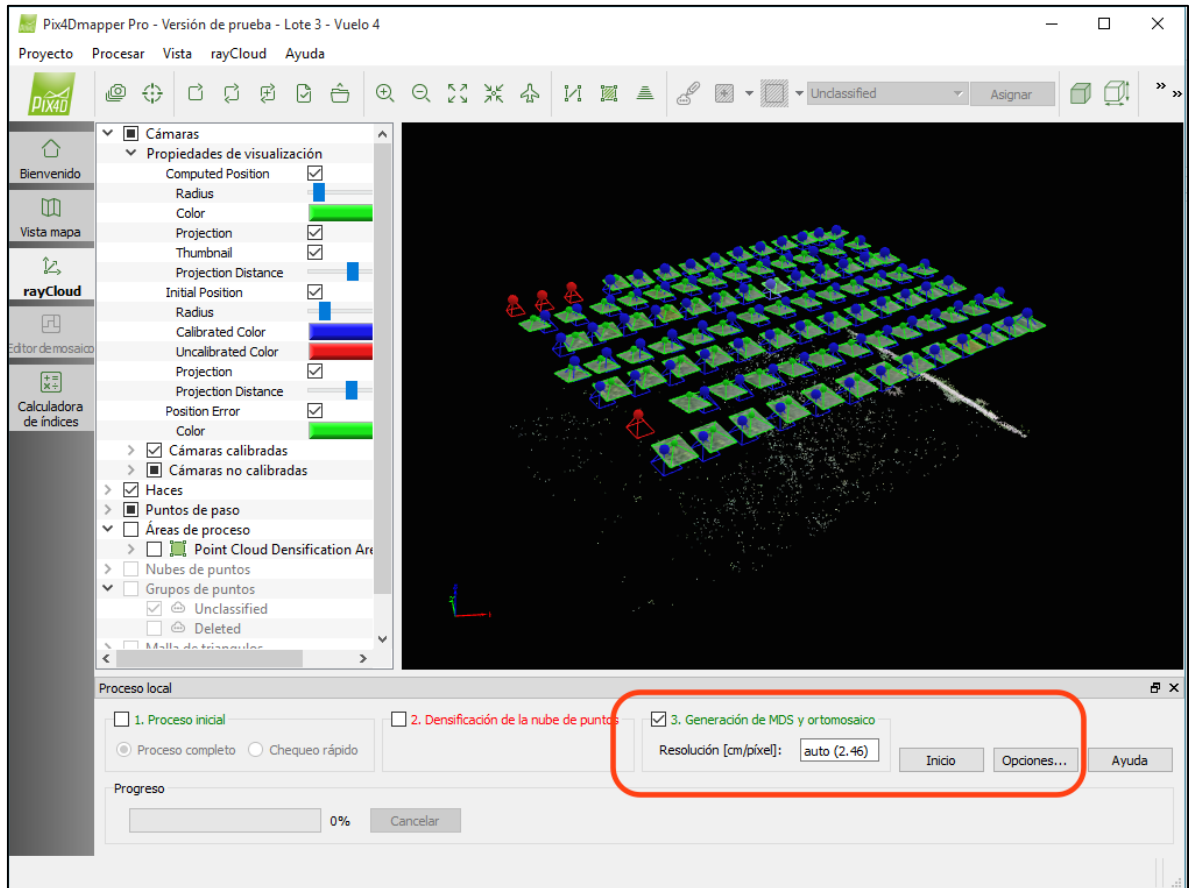 Pix4Dmapper Pro - Versión de prueba - Lote 3 - Vuelo 4
Proyecto Procesar Vista rayCloud Ayuda
PIX4D
Unclassified
Asignar
»
»
Bienvenido
Vista mapa
rayCloud
Editor de mosaico
Calculadora
de índices
Cámaras
Propiedades de visualización
Computed Position
Radius
Color
Projection
Thumbnail
Projection Distance
Initial Position
Radius
Calibrated Color
Uncalibrated Color
Projection
Projection Distance
Position Error
Color
Cámaras calibradas
Cámaras no calibradas
Haces
Puntos de paso
Áreas de proceso
Point Cloud Densification Are
Nubes de puntos
Grupos de puntos
Unclassified
Deleted
Malla de triangulos
Proceso local
1. Proceso inicial
Proceso completo Chequeo rápido
2. Densificación de la nube de puntos
3. Generación de MDS y ortomosaico
Resolución [cm/píxel]: auto (2.46)
Inicio Opciones... Ayuda
Progreso
0% Cancelar